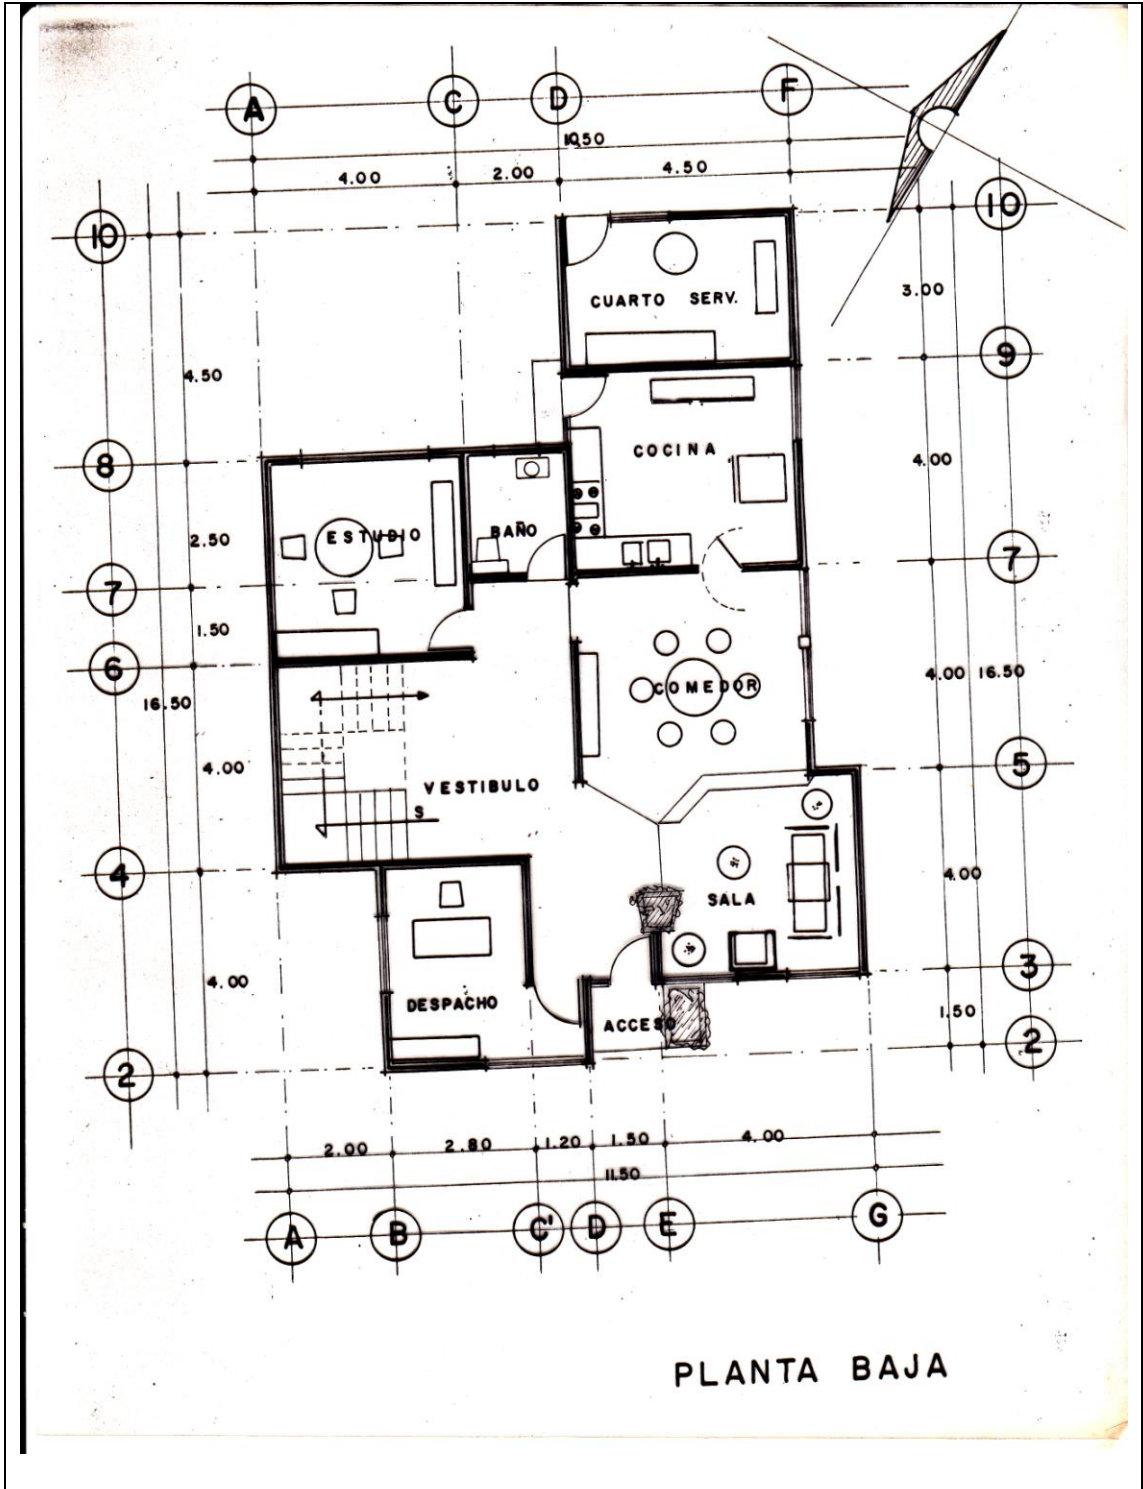 A C D F
10.50
4.00 2.00 4.50
10 10
3.00
CUARTO SERV.
9
4.50
COCINA
8 4.00
2.50 ESTUDIO BAÑO
7 7
1.50
6
COMEDOR 4.00 16.50
16.50
4.00 VESTIBULO 5
S
4 4.00
SALA
4.00 DESPACHO 3
ACCESO 1.50
2 2
2.00 2.80 1.20 1.50 4.00
11.50
A B C' D E G
PLANTA BAJA